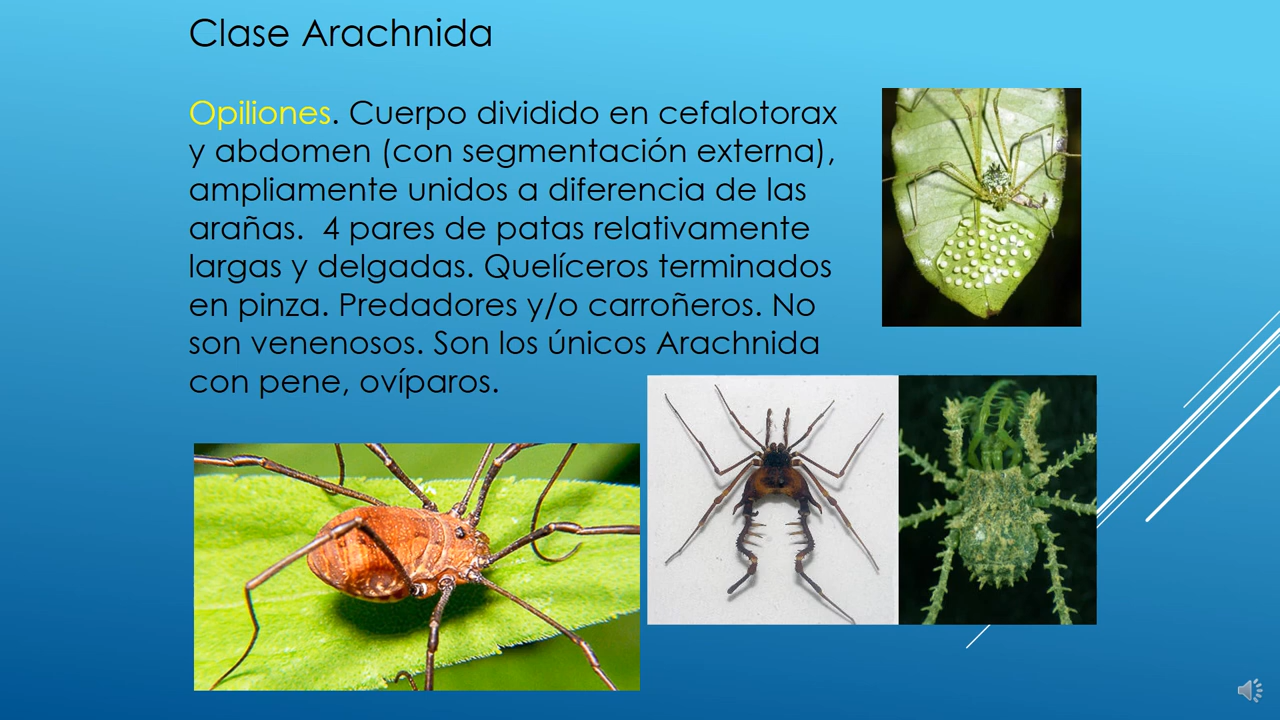 Clase Arachnida
Opiliones. Cuerpo dividido en cefalotorax
y abdomen (con segmentación externa),
ampliamente unidos a diferencia de las
arañas.  4 pares de patas relativamente
largas y delgadas. Quelíceros terminados
en pinza. Predadores y/o carroñeros. No
son venenosos. Son los únicos Arachnida
con pene, ovíparos.